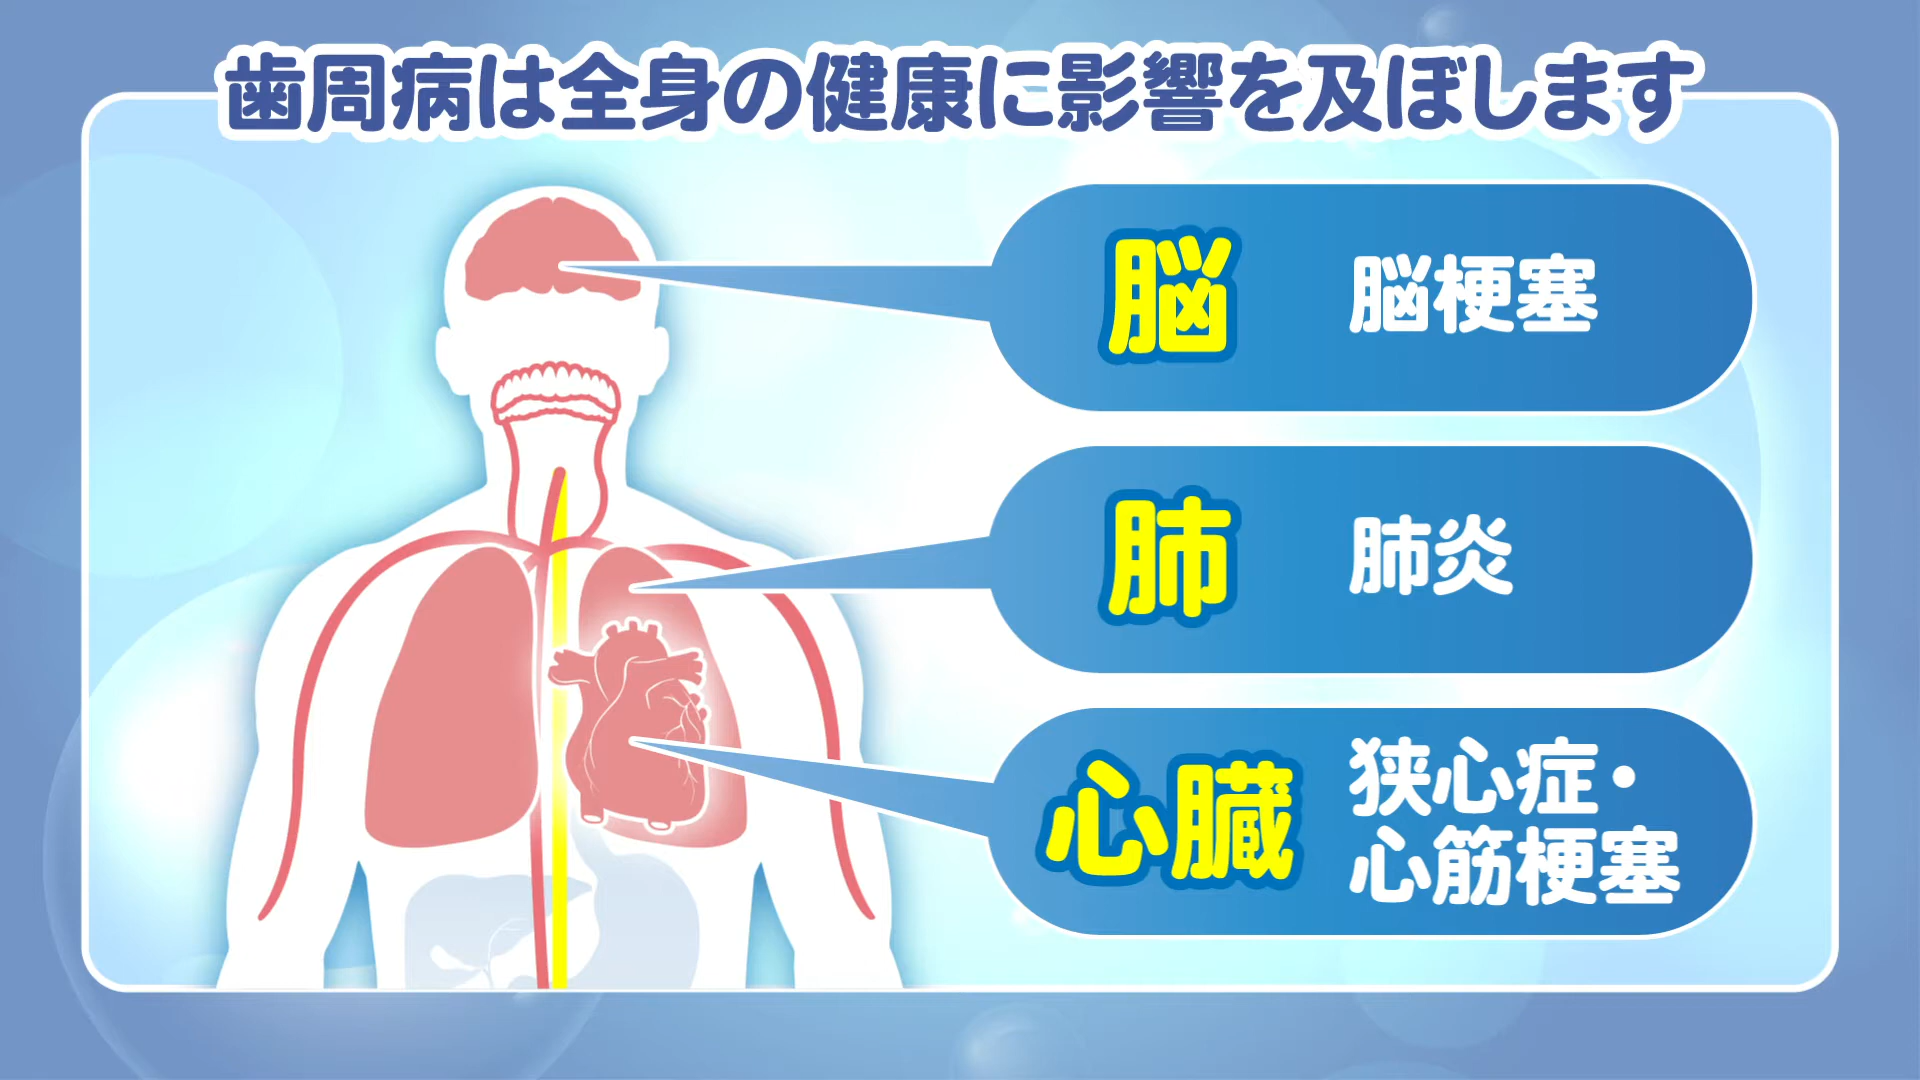 歯周病は全身の健康に影響を及ぼします
脳 脳梗塞
肺 肺炎
心臓 狭心症・
心筋梗塞